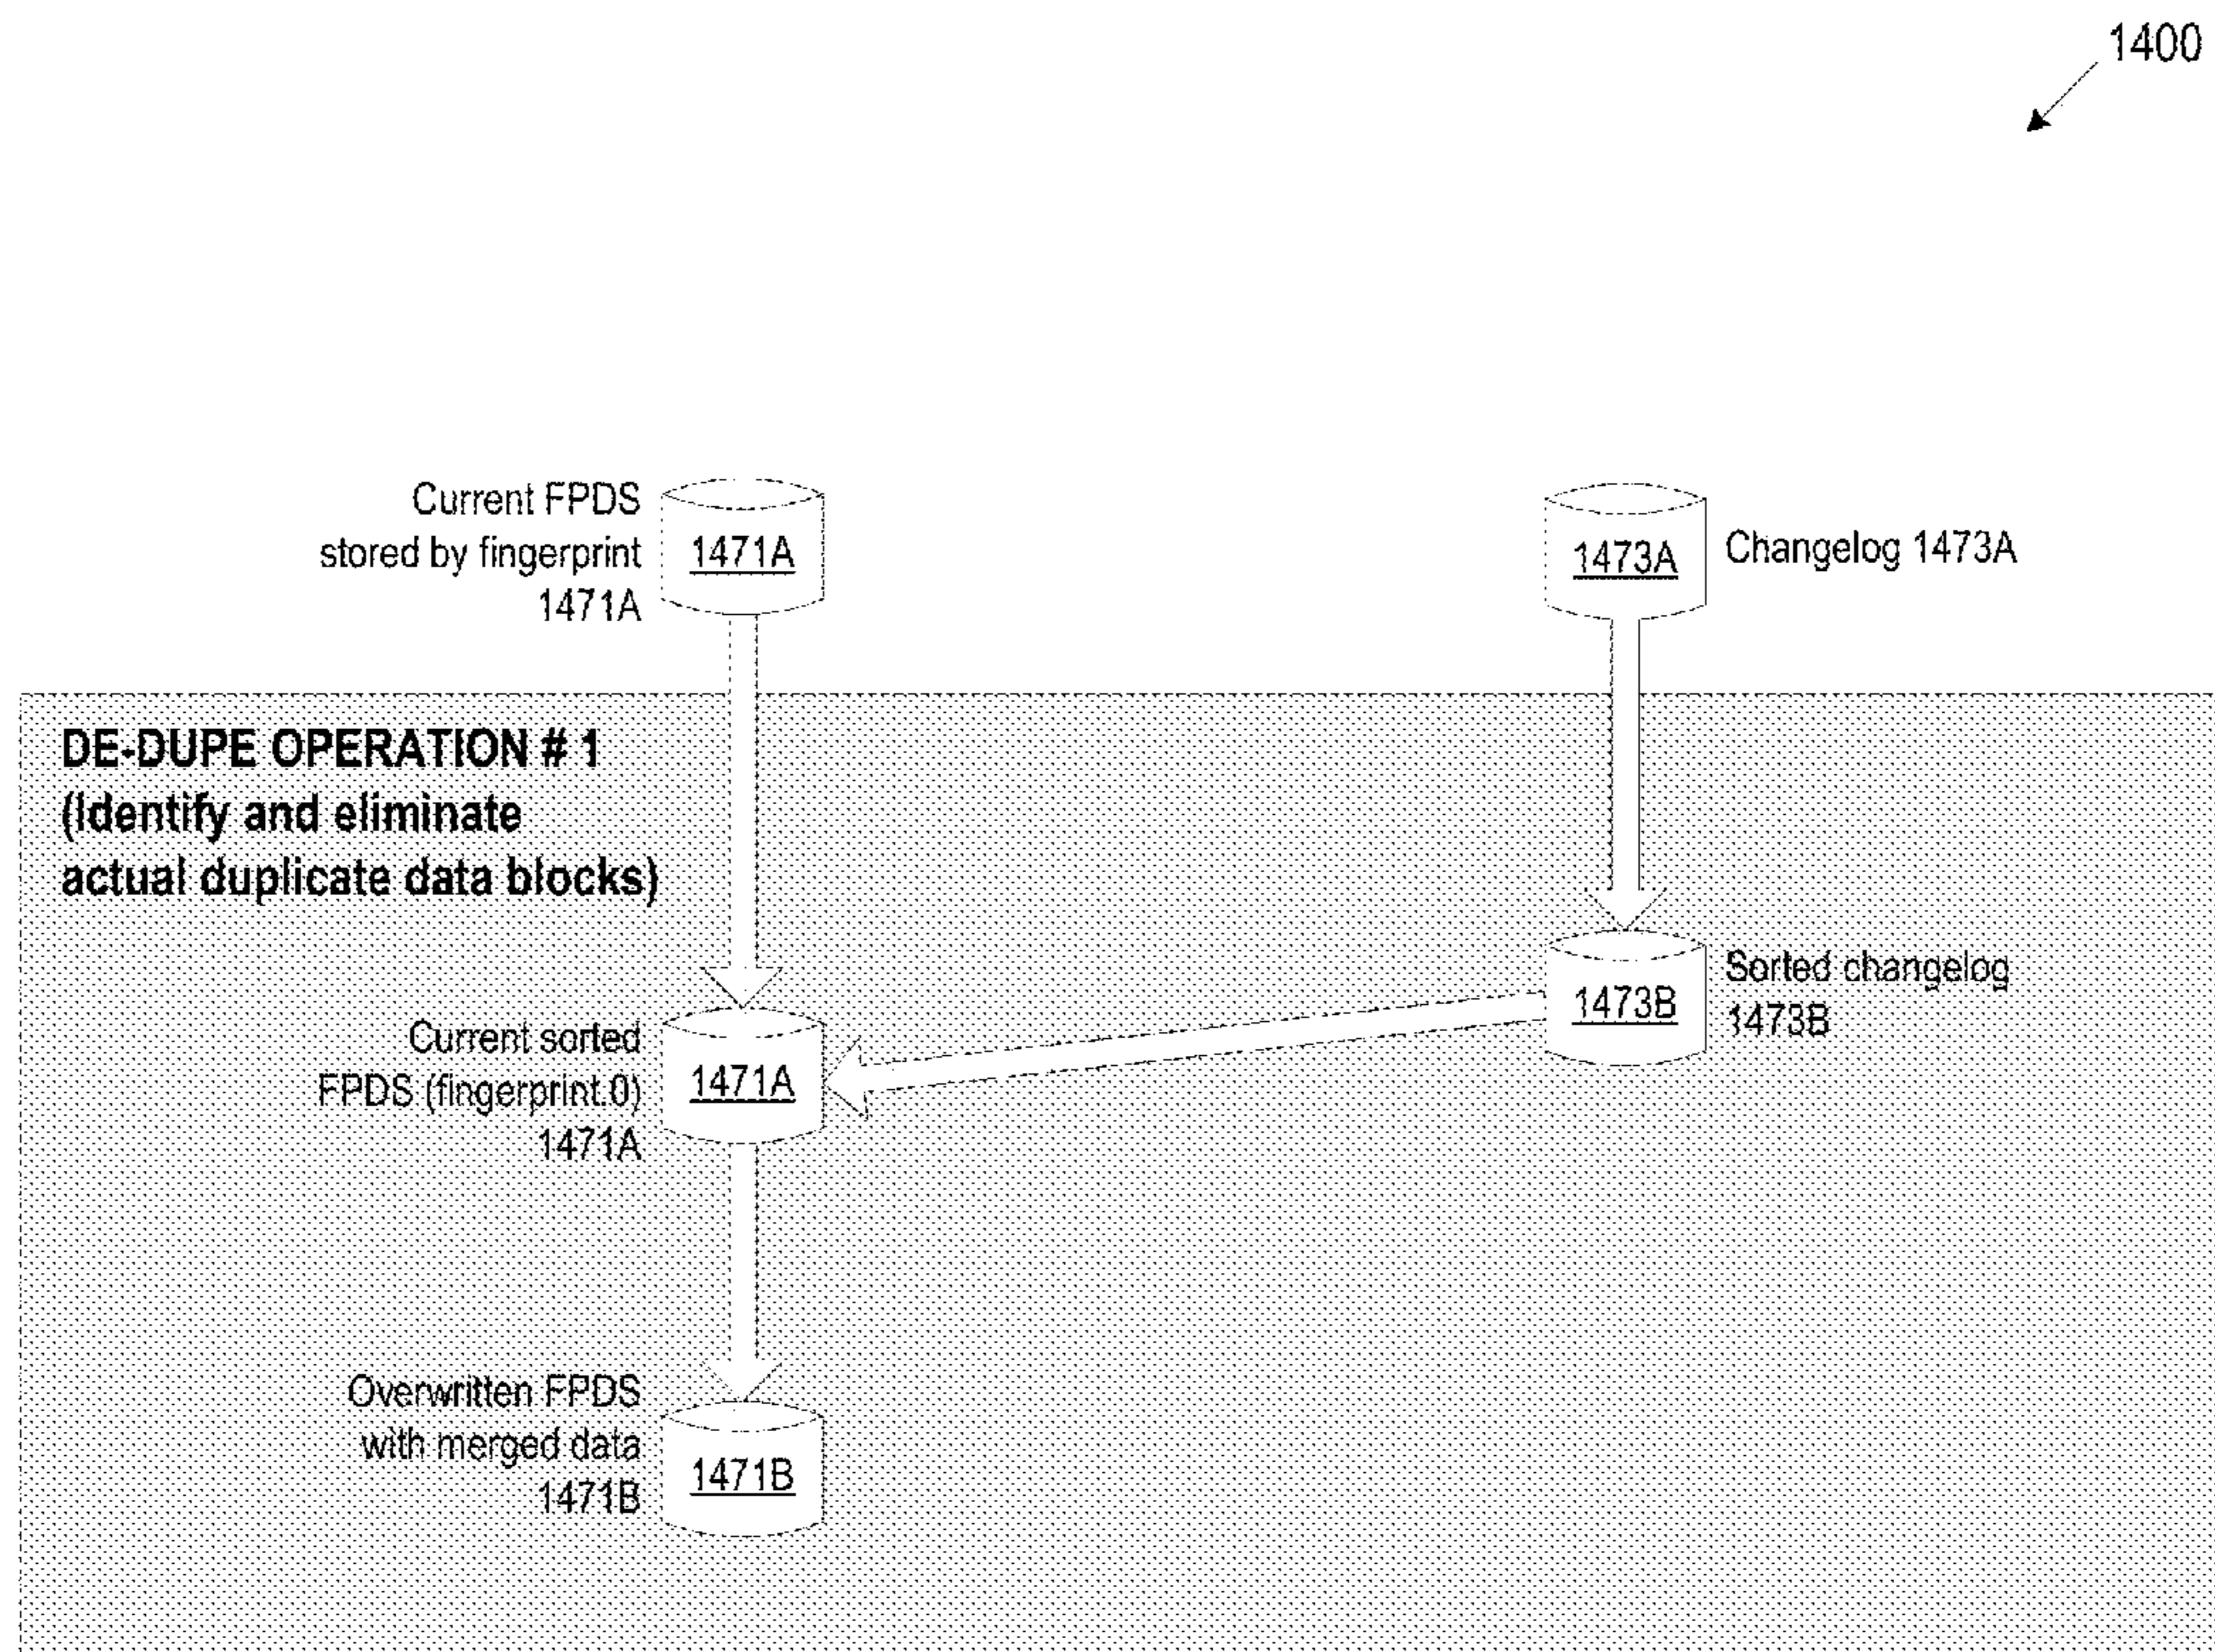 1400
Current FPDS
stored by fingerprint
1471A
1471A
1473A
Changelog 1473A
DE-DUPE OPERATION # 1
(Identify and eliminate
actual duplicate data blocks)
Current sorted
FPDS (fingerprint.0)
1471A
1471A
1473B
Sorted changelog
1473B
Overwritten FPDS
with merged data
1471B
1471B